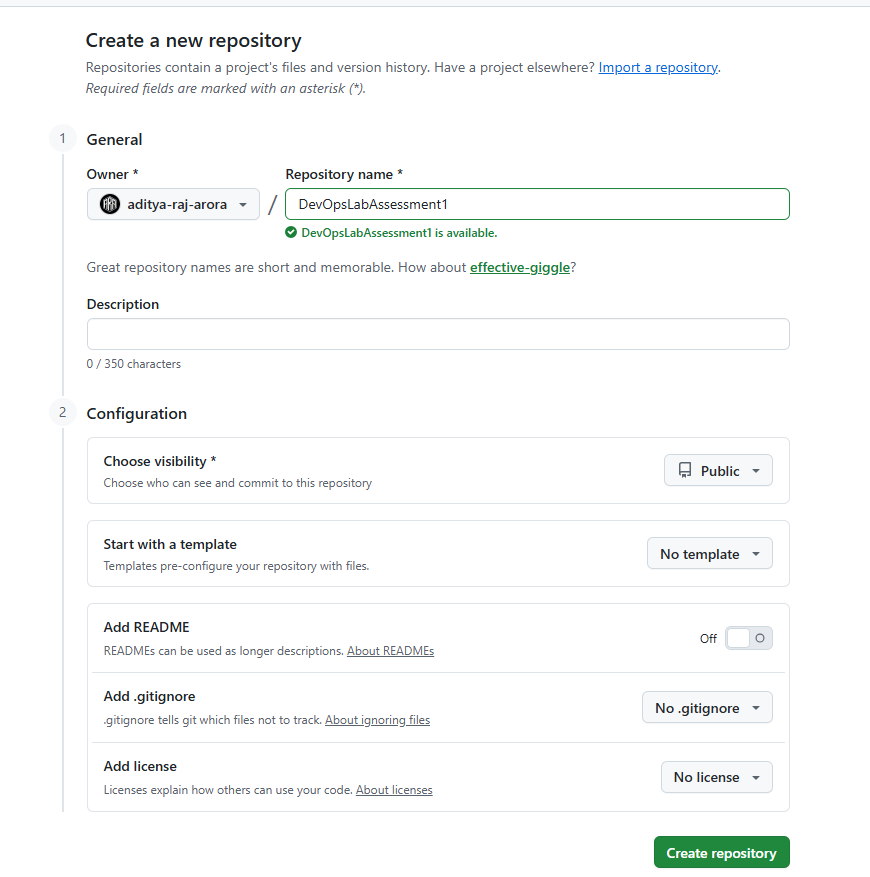 Create a new repository
Repositories contain a project's files and version history. Have a project elsewhere? Import a repository.
Required fields are marked with an asterisk (*).
1 General
Owner * Repository name *
aditya-raj-arora / DevOpsLabAssessment1
DevOpsLabAssessment1 is available.
Great repository names are short and memorable. How about effective-giggle?
Description
0 / 350 characters
2 Configuration
Choose visibility *
Choose who can see and commit to this repository
Public
Start with a template
Templates pre-configure your repository with files.
No template
Add README
READMEs can be used as longer descriptions. About READMEs
Off
Add .gitignore
.gitignore tells git which files not to track. About ignoring files
No .gitignore
Add license
Licenses explain how others can use your code. About licenses
No license
Create repository